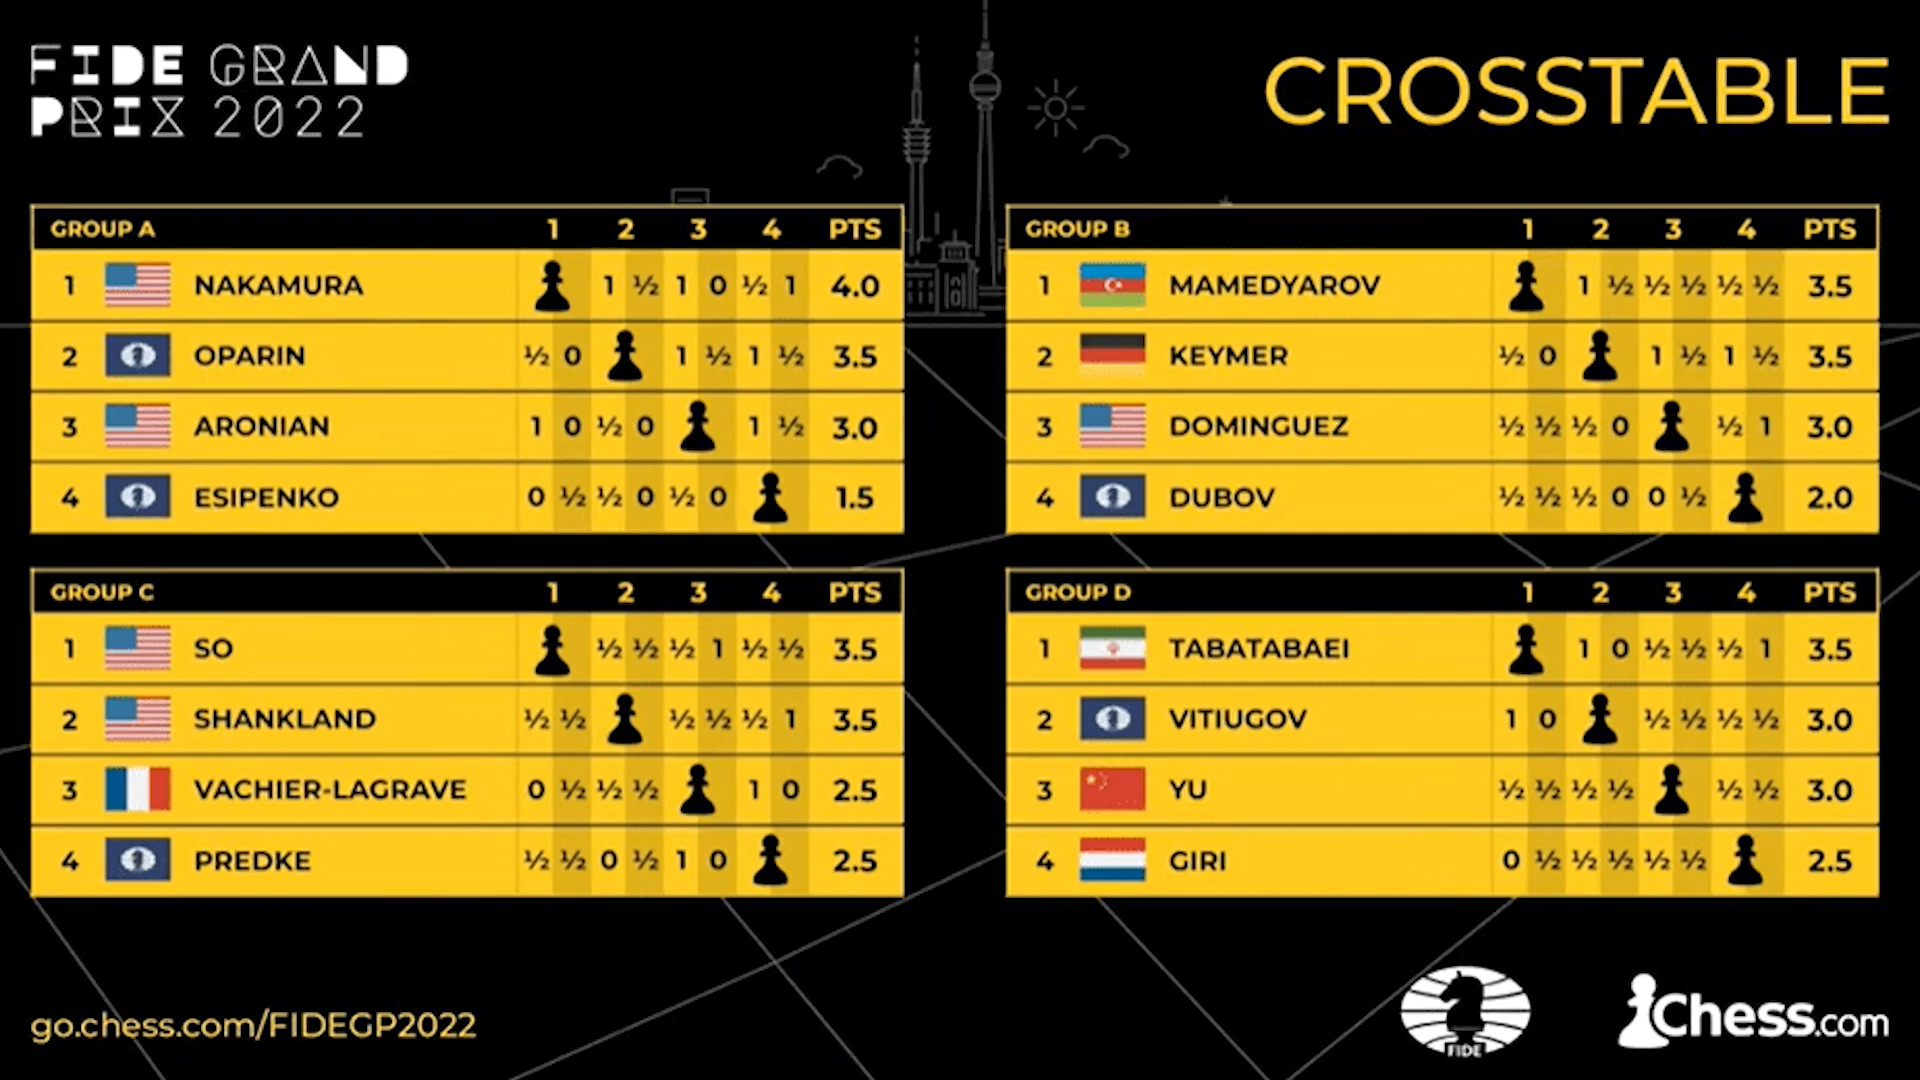 FIDE GRAND
PRIX 2022
CROSSTABLE
GROUP A 1 2 3 4 PTS
1 NAKAMURA 1 ½ 1 0 ½ 1 4.0
2 OPARIN ½ 0 1 ½ 1 ½ 3.5
3 ARONIAN 1 0 ½ 0 1 ½ 3.0
4 ESIPENKO 0 ½ ½ 0 ½ 0 1.5
GROUP B 1 2 3 4 PTS
1 MAMEDYAROV 1 ½ ½ ½ ½ ½ 3.5
2 KEYMER ½ 0 1 ½ 1 ½ 3.5
3 DOMINGUEZ ½ ½ ½ 0 ½ 1 3.0
4 DUBOV ½ ½ ½ 0 0 ½ 2.0
GROUP C 1 2 3 4 PTS
1 SO ½ ½ ½ 1 ½ ½ 3.5
2 SHANKLAND ½ ½ ½ ½ ½ 1 3.5
3 VACHIER-LAGRAVE 0 ½ ½ ½ 1 0 2.5
4 PREDKE ½ ½ 0 ½ 1 0 2.5
GROUP D 1 2 3 4 PTS
1 TABATABAEI 1 0 ½ ½ ½ 1 3.5
2 VITIUGOV 1 0 ½ ½ ½ ½ 3.0
3 YU ½ ½ ½ ½ ½ ½ 3.0
4 GIRI 0 ½ ½ ½ ½ ½ 2.5
go.chess.com/FIDEGP2022
FIDE
Chess.com